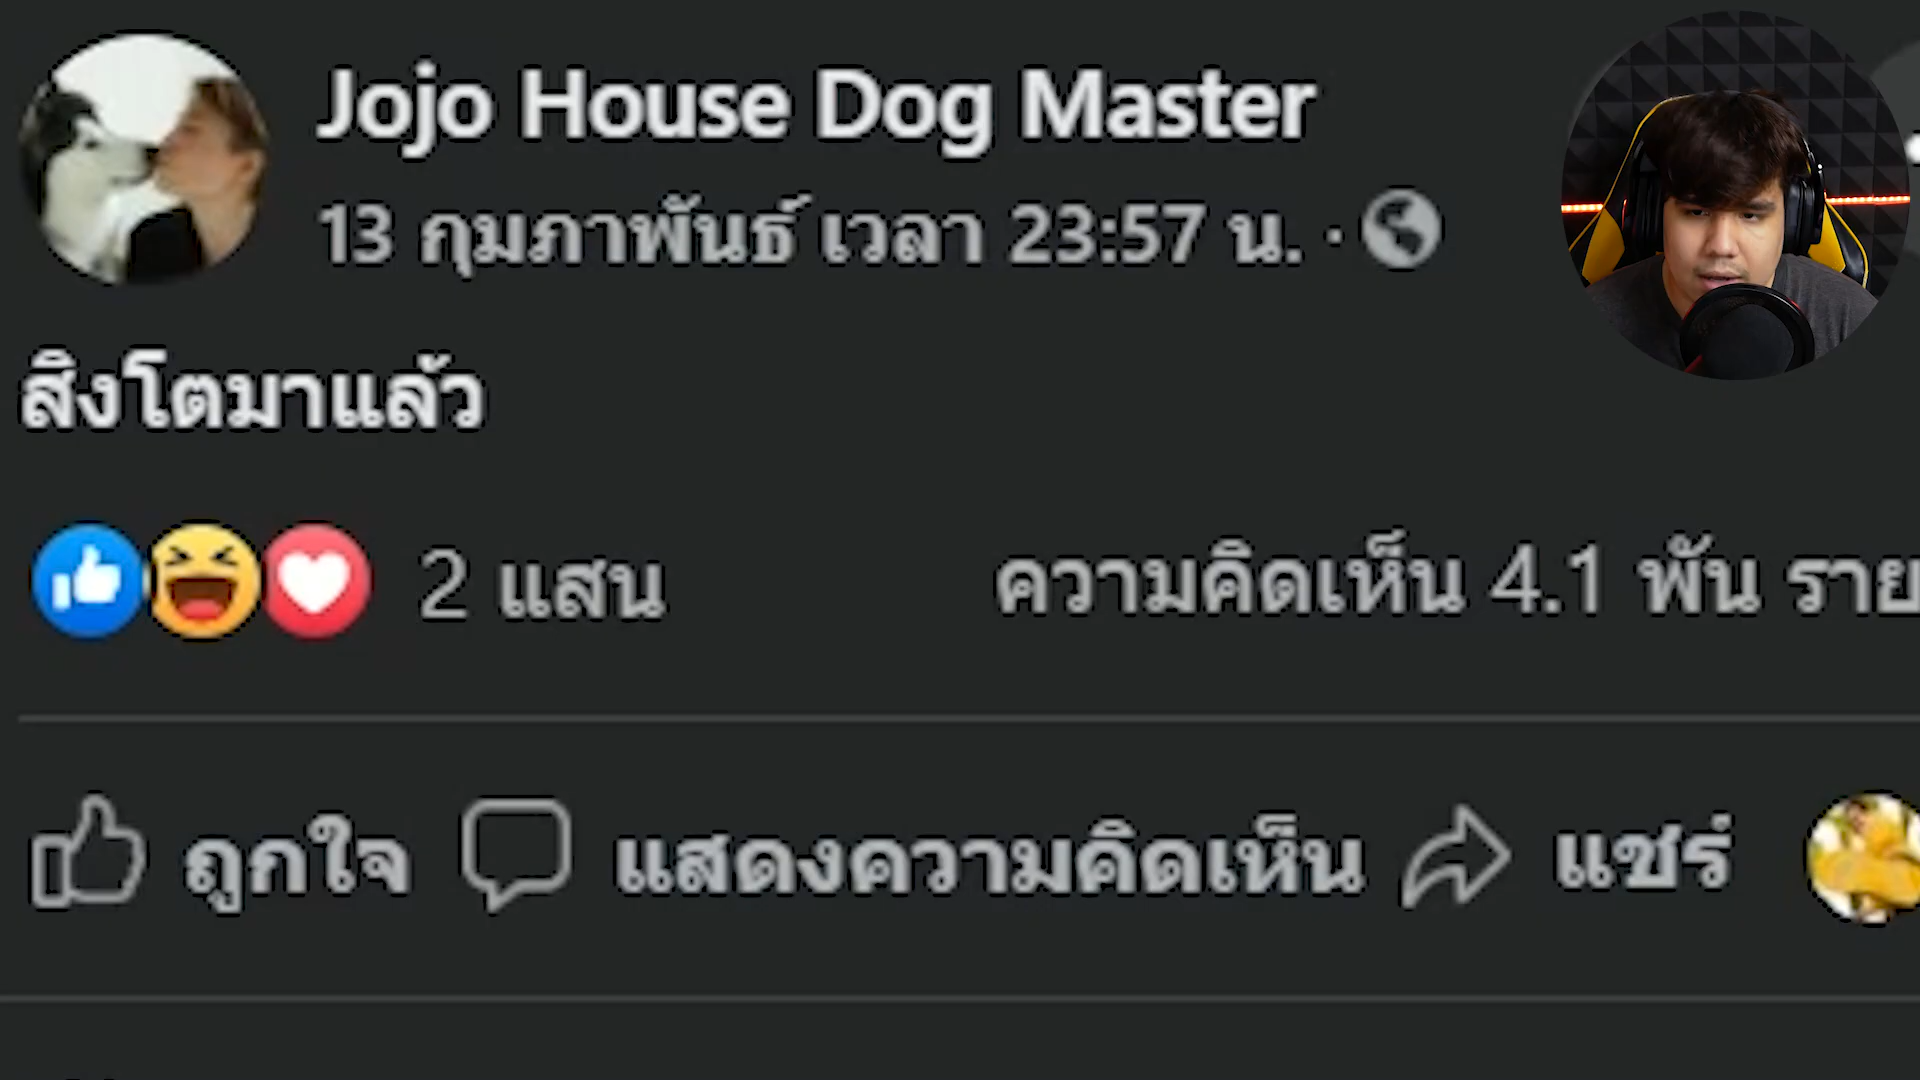 Jojo House Dog Master
13 กุมภาพันธ์ เวลา 23:57 น. ·
สิงโตมาแล้ว
2 แสน
ความคิดเห็น 4.1 พัน ราย
ถูกใจ
แสดงความคิดเห็น
แชร์